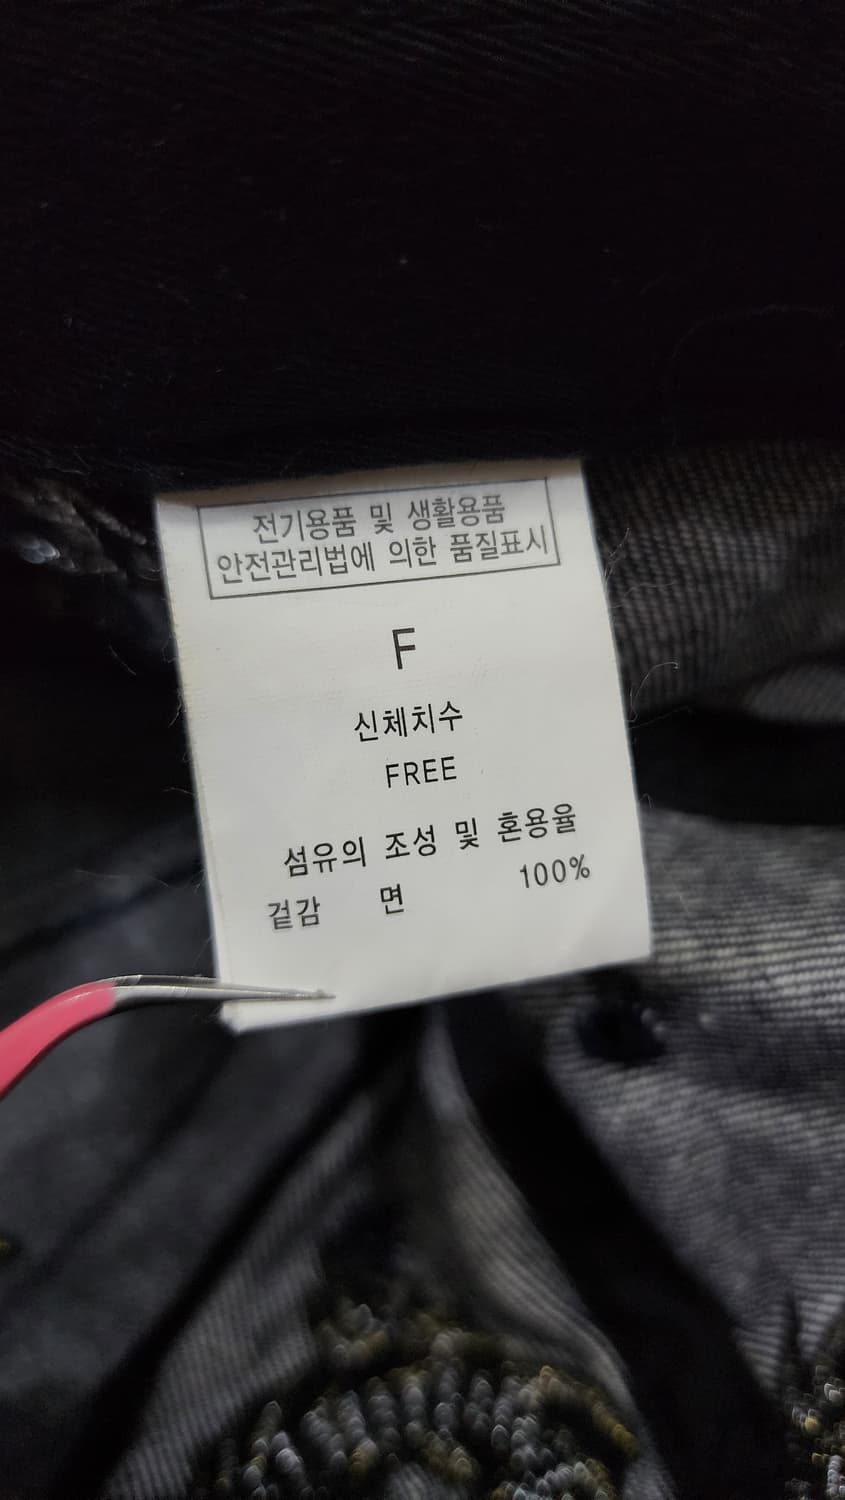 전기용품 및 생활용품
안전관리법에 의한 품질표시
F
신체치수
FREE
섬유의 조성 및 혼용율
겉감 면 100%